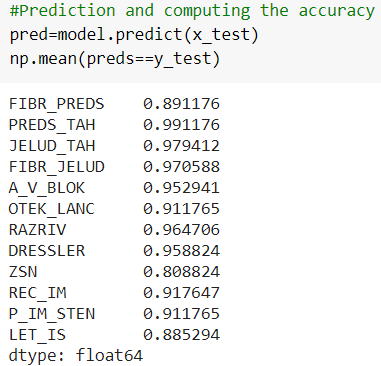 #Prediction and computing the accuracy
pred=model.predict(x_test)
np.mean(preds==y_test)
FIBR_PREDS 0.891176
PREDS_TAH 0.991176
JELUD_TAH 0.979412
FIBR_JELUD 0.970588
A_V_BLOK 0.952941
OTEK_LANC 0.911765
RAZRIV 0.964706
DRESSLER 0.958824
ZSN 0.808824
REC_IM 0.917647
P_IM_STEN 0.911765
LET_IS 0.885294
dtype: float64